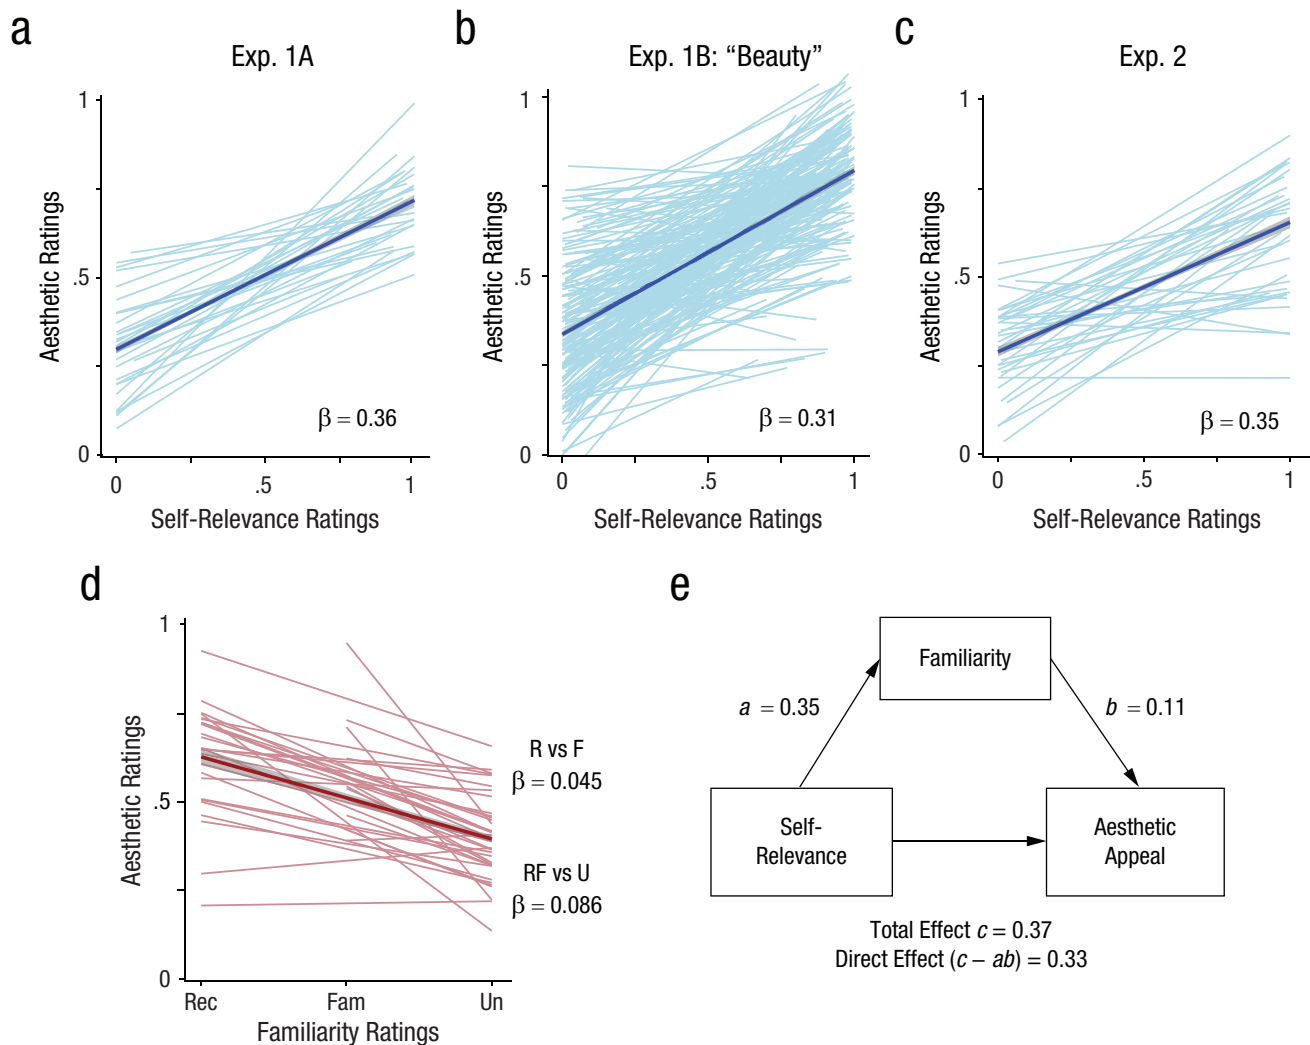 a
Exp. 1A
1
.5
0
Aesthetic Ratings
β = 0.36
0
.5
1
Self-Relevance Ratings
b
Exp. 1B: “Beauty”
1
.5
0
Aesthetic Ratings
β = 0.31
0
.5
1
Self-Relevance Ratings
c
Exp. 2
1
.5
0
Aesthetic Ratings
β = 0.35
0
.5
1
Self-Relevance Ratings
d
1
.5
0
Aesthetic Ratings
R vs F
β = 0.045
RF vs U
β = 0.086
Rec
Fam
Un
Familiarity Ratings
e
Familiarity
a = 0.35
b = 0.11
Self-
Relevance
Aesthetic
Appeal
Total Effect c = 0.37
Direct Effect (c – ab) = 0.33